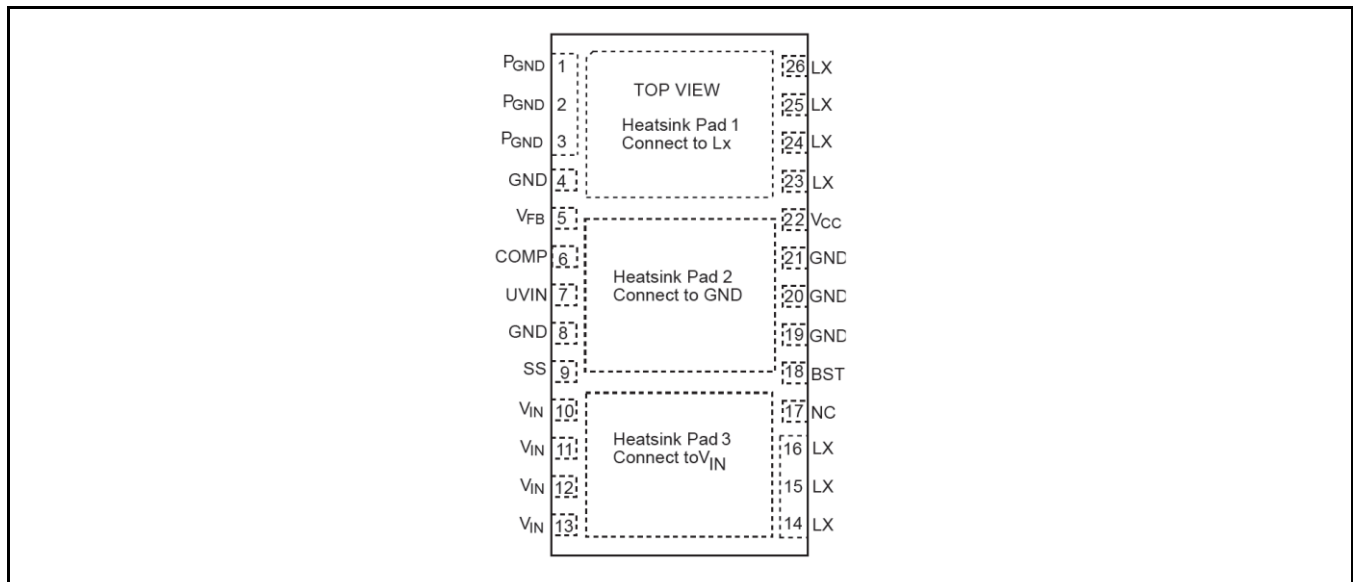 PGND 1
PGND 2
PGND 3
GND 4
VFB 5
COMP 6
UVIN 7
GND 8
SS 9
VIN 10
VIN 11
VIN 12
VIN 13
TOP VIEW
Heatsink Pad 1
Connect to Lx
Heatsink Pad 2
Connect to GND
Heatsink Pad 3
Connect toVIN
26 LX
25 LX
24 LX
23 LX
22 VCC
21 GND
20 GND
19 GND
18 BST
17 NC
16 LX
15 LX
14 LX